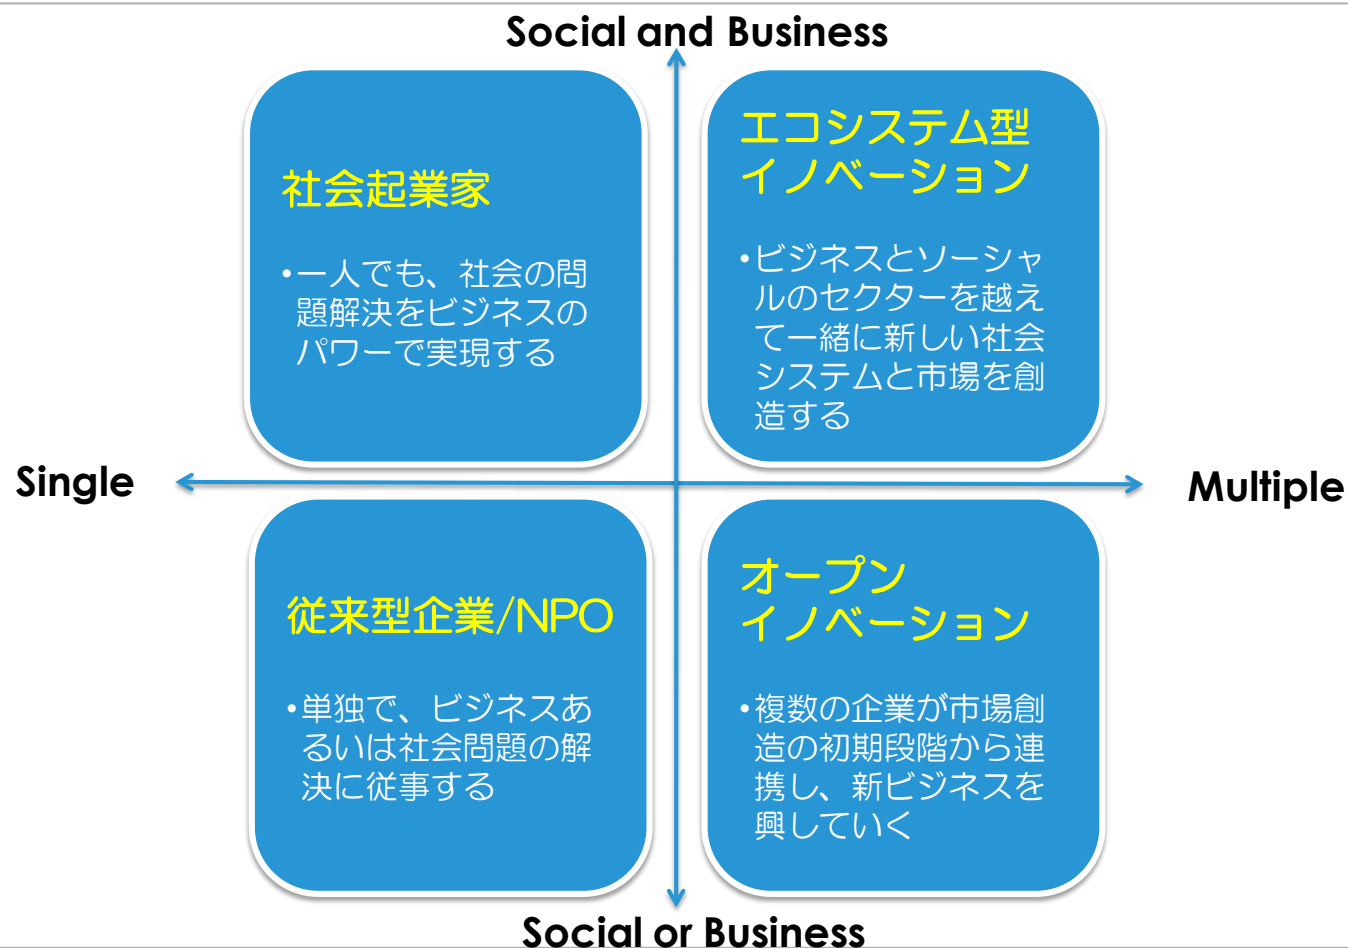 Social and Business
社会起業家
•一人でも、社会の問
題解決をビジネスの
パワーで実現する
エコシステム型
イノベーション
•ビジネスとソーシャ
ルのセクターを越え
て一緒に新しい社会
システムと市場を創
造する
Single
Multiple
従来型企業/NPO
•単独で、ビジネスあ
るいは社会問題の解
決に従事する
オープン
イノベーション
•複数の企業が市場創
造の初期段階から連
携し、新ビジネスを
興していく
Social or Business